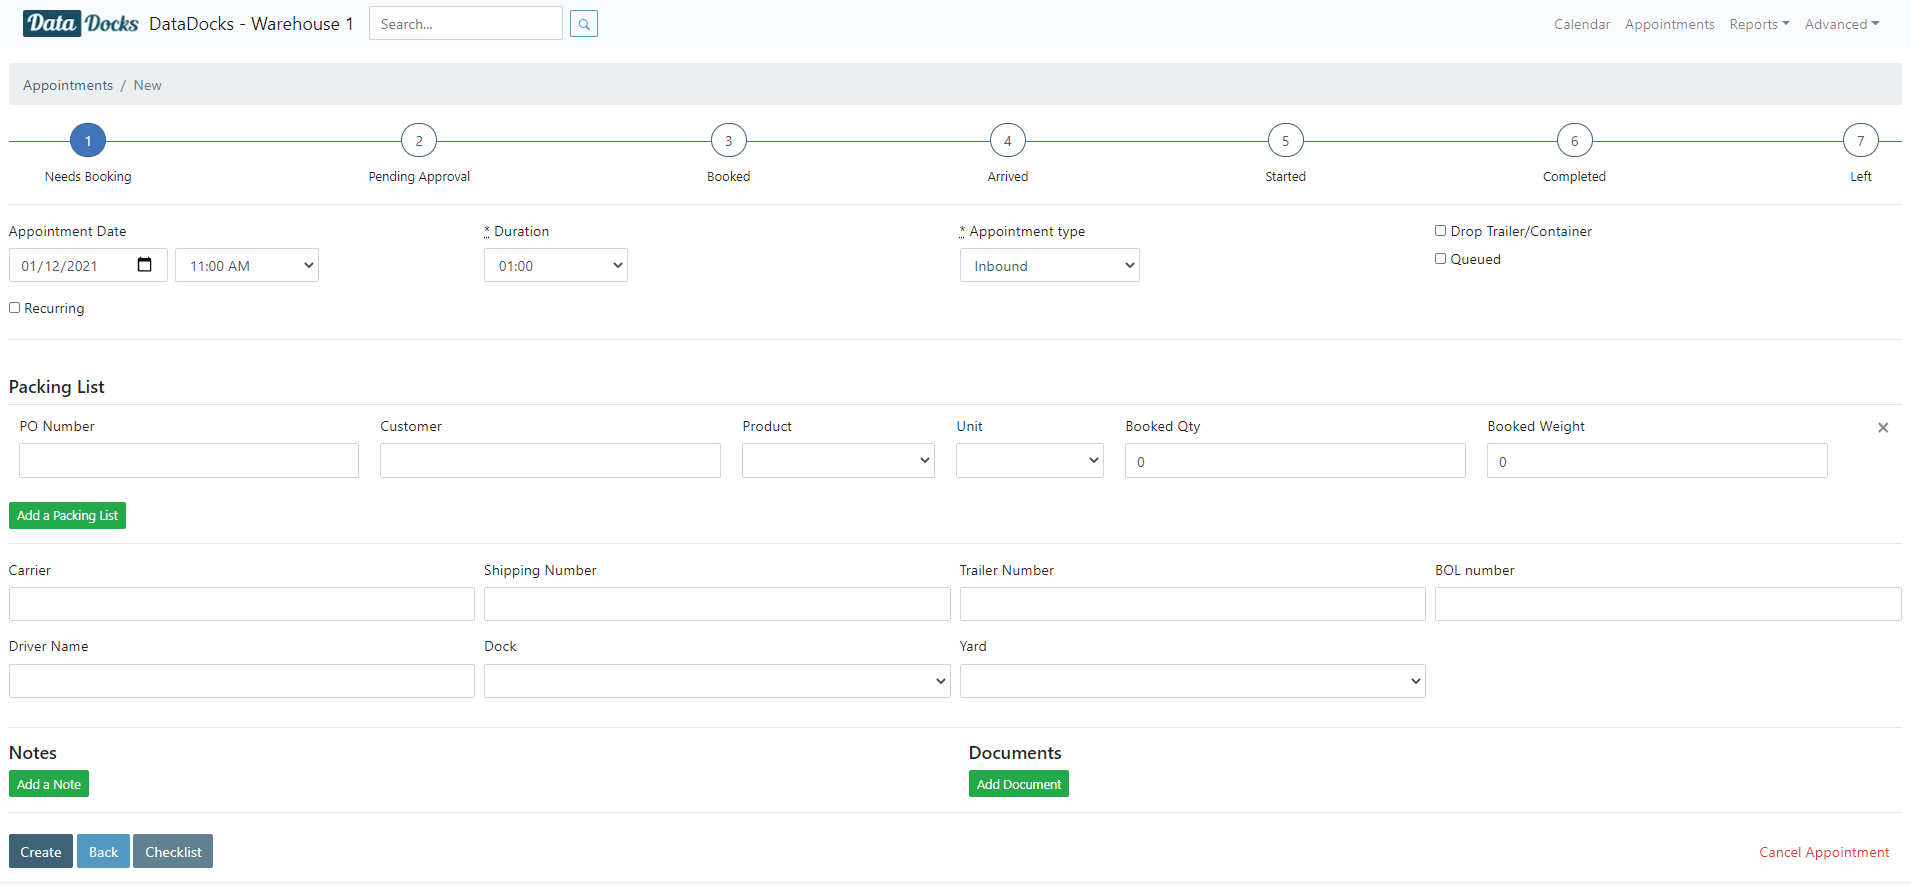 Data Docks DataDocks - Warehouse 1 Search... Calendar Appointments Reports Advanced
Appointments / New
1 2 3 4 5 6 7
Needs Booking Pending Approval Booked Arrived Started Completed Left
Appointment Date * Duration * Appointment type Drop Trailer/Container
01/12/2021 11:00 AM 01:00 Inbound Queued
Recurring
Packing List
PO Number Customer Product Unit Booked Qty Booked Weight ×
0 0
Add a Packing List
Carrier Shipping Number Trailer Number BOL number
Driver Name Dock Yard
Notes Documents
Add a Note Add Document
Create Back Checklist Cancel Appointment